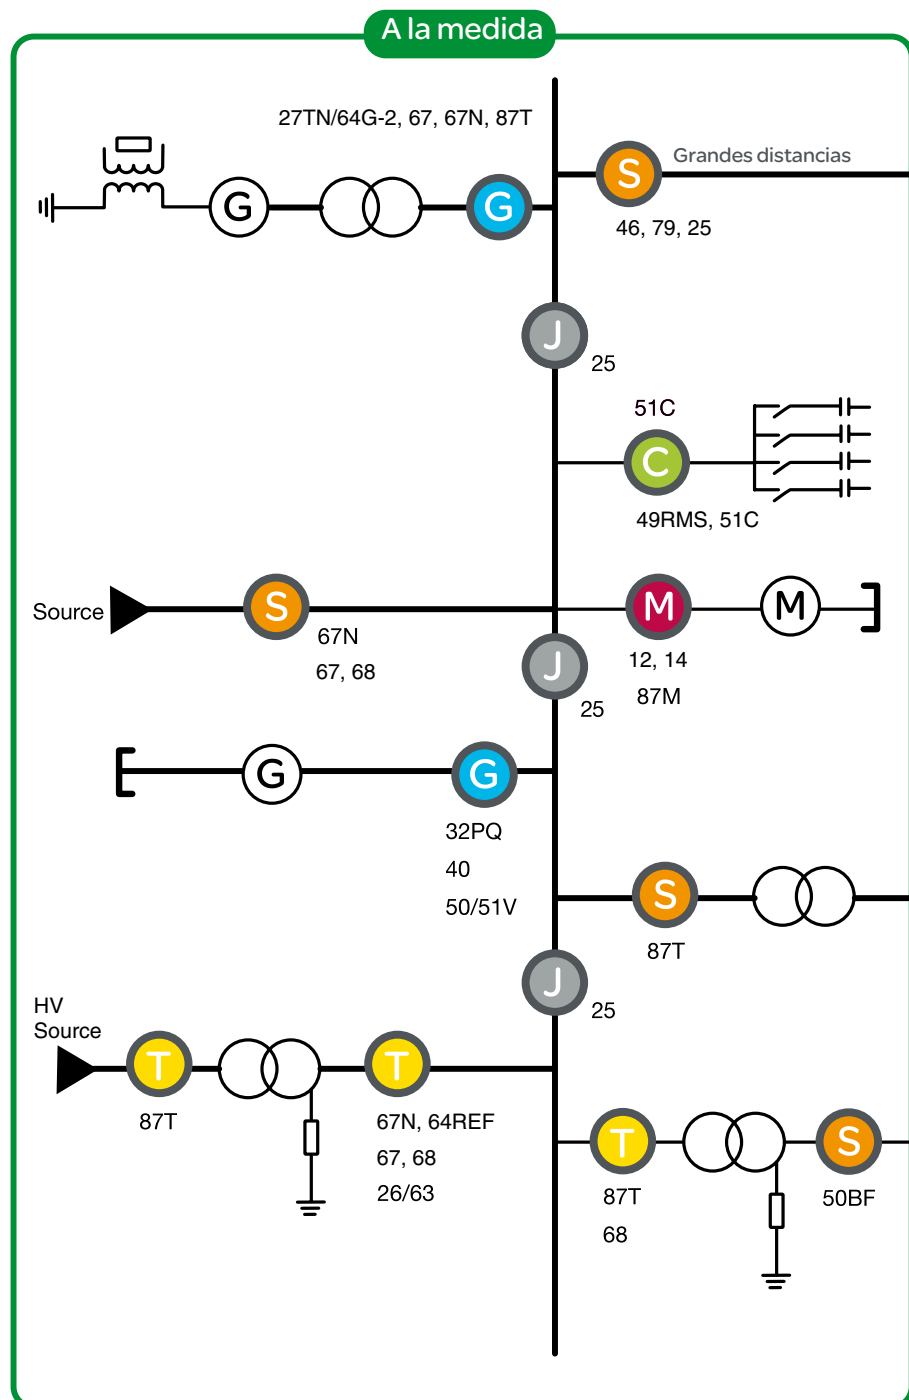 A la medida
27TN/64G-2, 67, 67N, 87T
Grandes distancias
S
G
G
46, 79, 25
J
25
51C
C
49RMS, 51C
Source
S
M
M
67N
67, 68
12, 14
87M
J
25
G
G
32PQ
40
50/51V
S
87T
J
25
HV
Source
T
T
87T
67N, 64REF
67, 68
26/63
T
S
87T
68
50BF